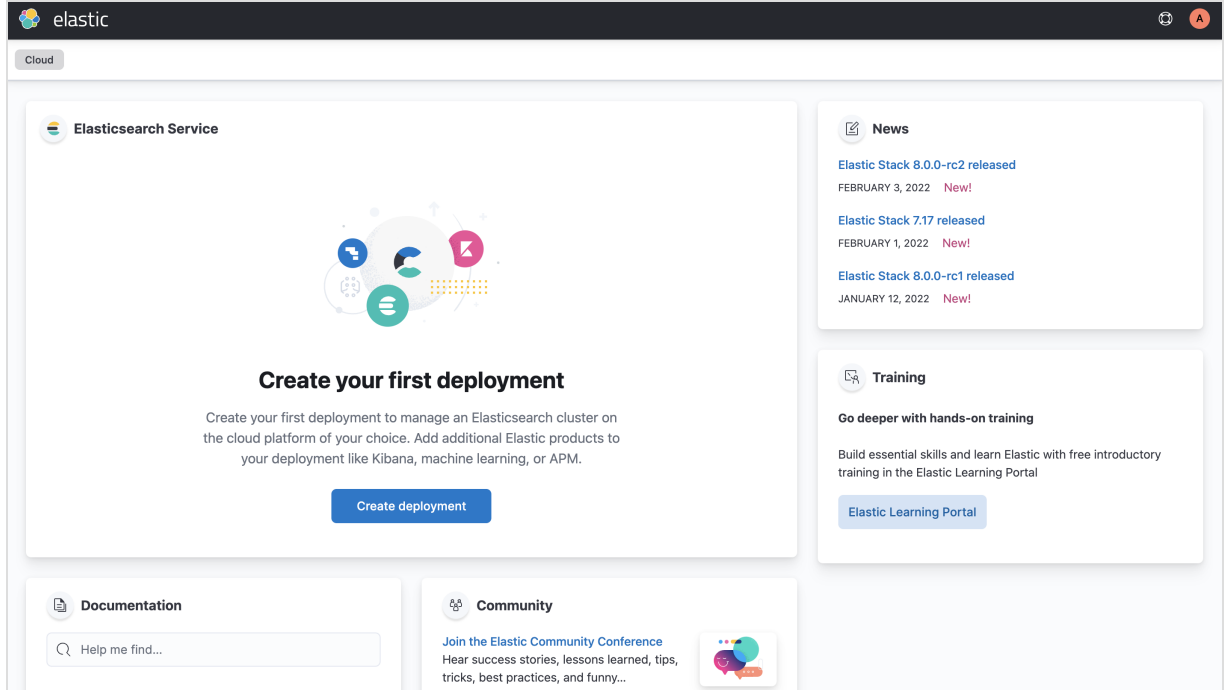 elastic
A
Cloud
Elasticsearch Service
Create your first deployment
Create your first deployment to manage an Elasticsearch cluster on
the cloud platform of your choice. Add additional Elastic products to
your deployment like Kibana, machine learning, or APM.
Create deployment
News
Elastic Stack 8.0.0-rc2 released
FEBRUARY 3, 2022 New!
Elastic Stack 7.17 released
FEBRUARY 1, 2022 New!
Elastic Stack 8.0.0-rc1 released
JANUARY 12, 2022 New!
Training
Go deeper with hands-on training
Build essential skills and learn Elastic with free introductory
training in the Elastic Learning Portal
Elastic Learning Portal
Documentation
Help me find...
Community
Join the Elastic Community Conference
Hear success stories, lessons learned, tips,
tricks, best practices, and funny...